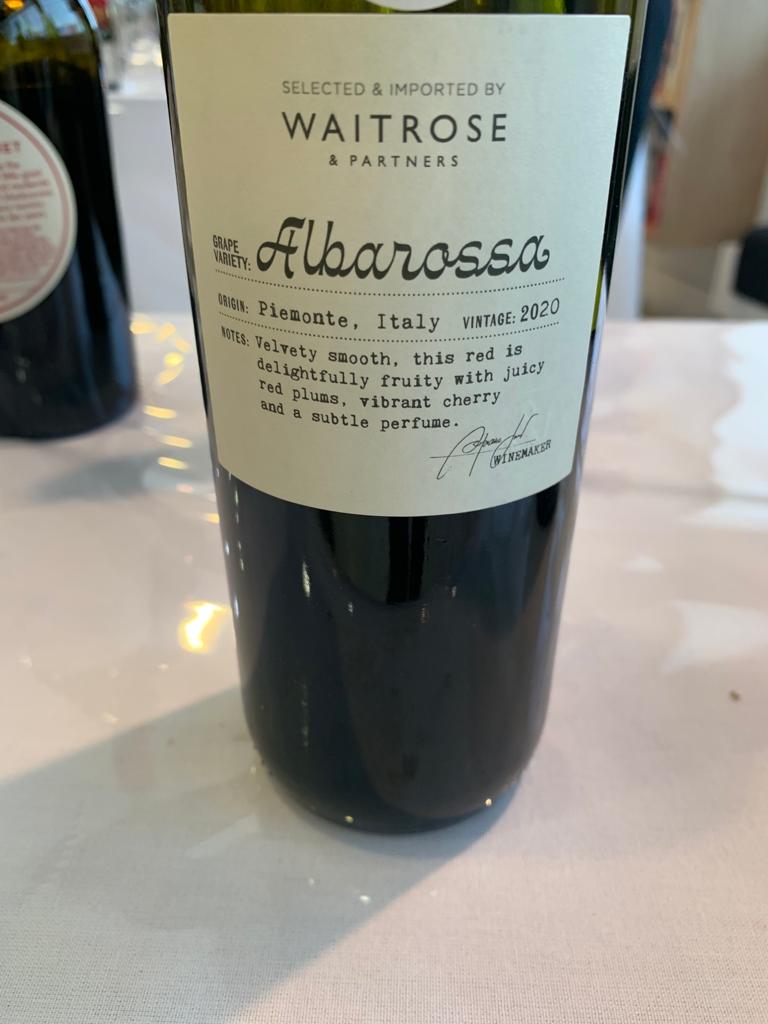 SELECTED & IMPORTED BY
WAITROSE
& PARTNERS
GRAPE
VARIETY: Albarossa
ORIGIN: Piemonte, Italy VINTAGE: 2020
NOTES: Velvety smooth, this red is
delightfully fruity with juicy
red plums, vibrant cherry
and a subtle perfume.
WINEMAKER